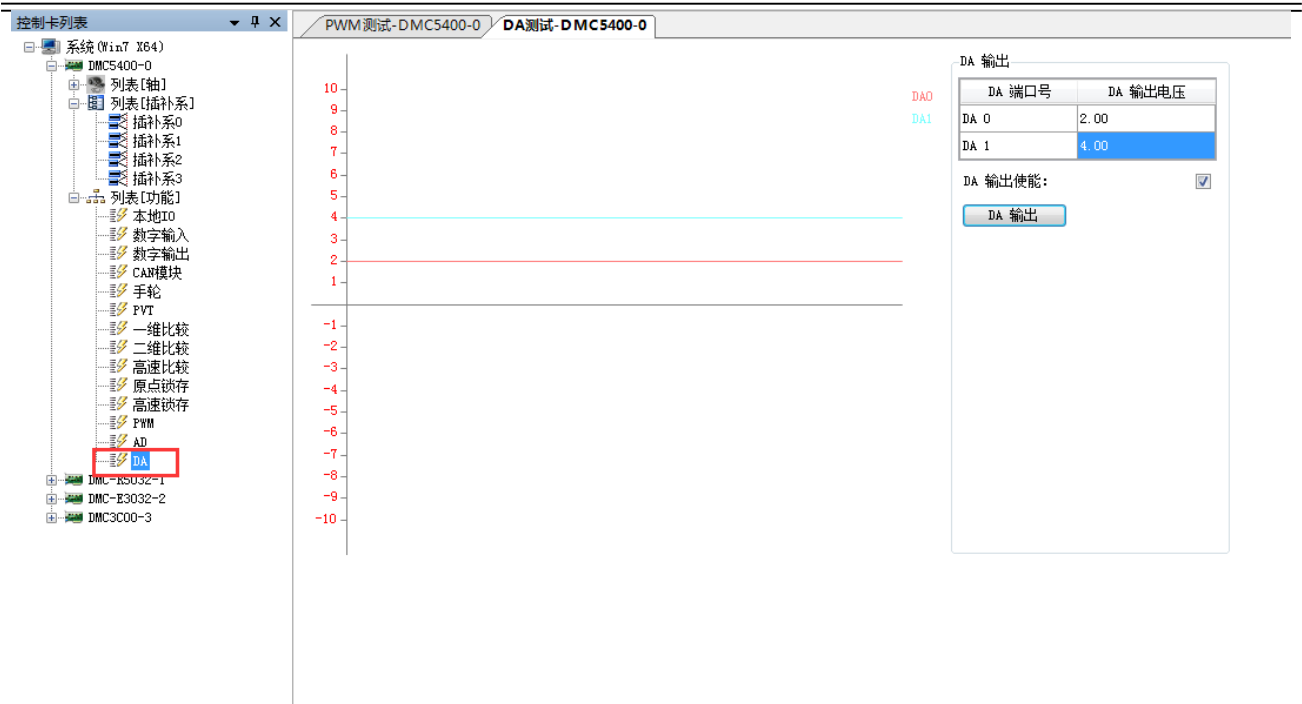 控制卡列表
系统(Win7 X64)
DMC5400-0
列表[轴]
列表[插补系]
插补系0
插补系1
插补系2
插补系3
列表[功能]
本地IO
数字输入
数字输出
CAN模块
手轮
PVT
一维比较
二维比较
高速比较
原点锁存
高速锁存
PWM
AD
DA
DMC-E5032-1
DMC-E3032-2
DMC3C00-3
PWM测试-DMC5400-0
DA测试-DMC5400-0
10
9
8
7
6
5
4
3
2
1
-1
-2
-3
-4
-5
-6
-7
-8
-9
-10
DA0
DA1
DA 输出
DA 端口号 DA 输出电压
DA 0 2.00
DA 1 4.00
DA 输出使能:
DA 输出